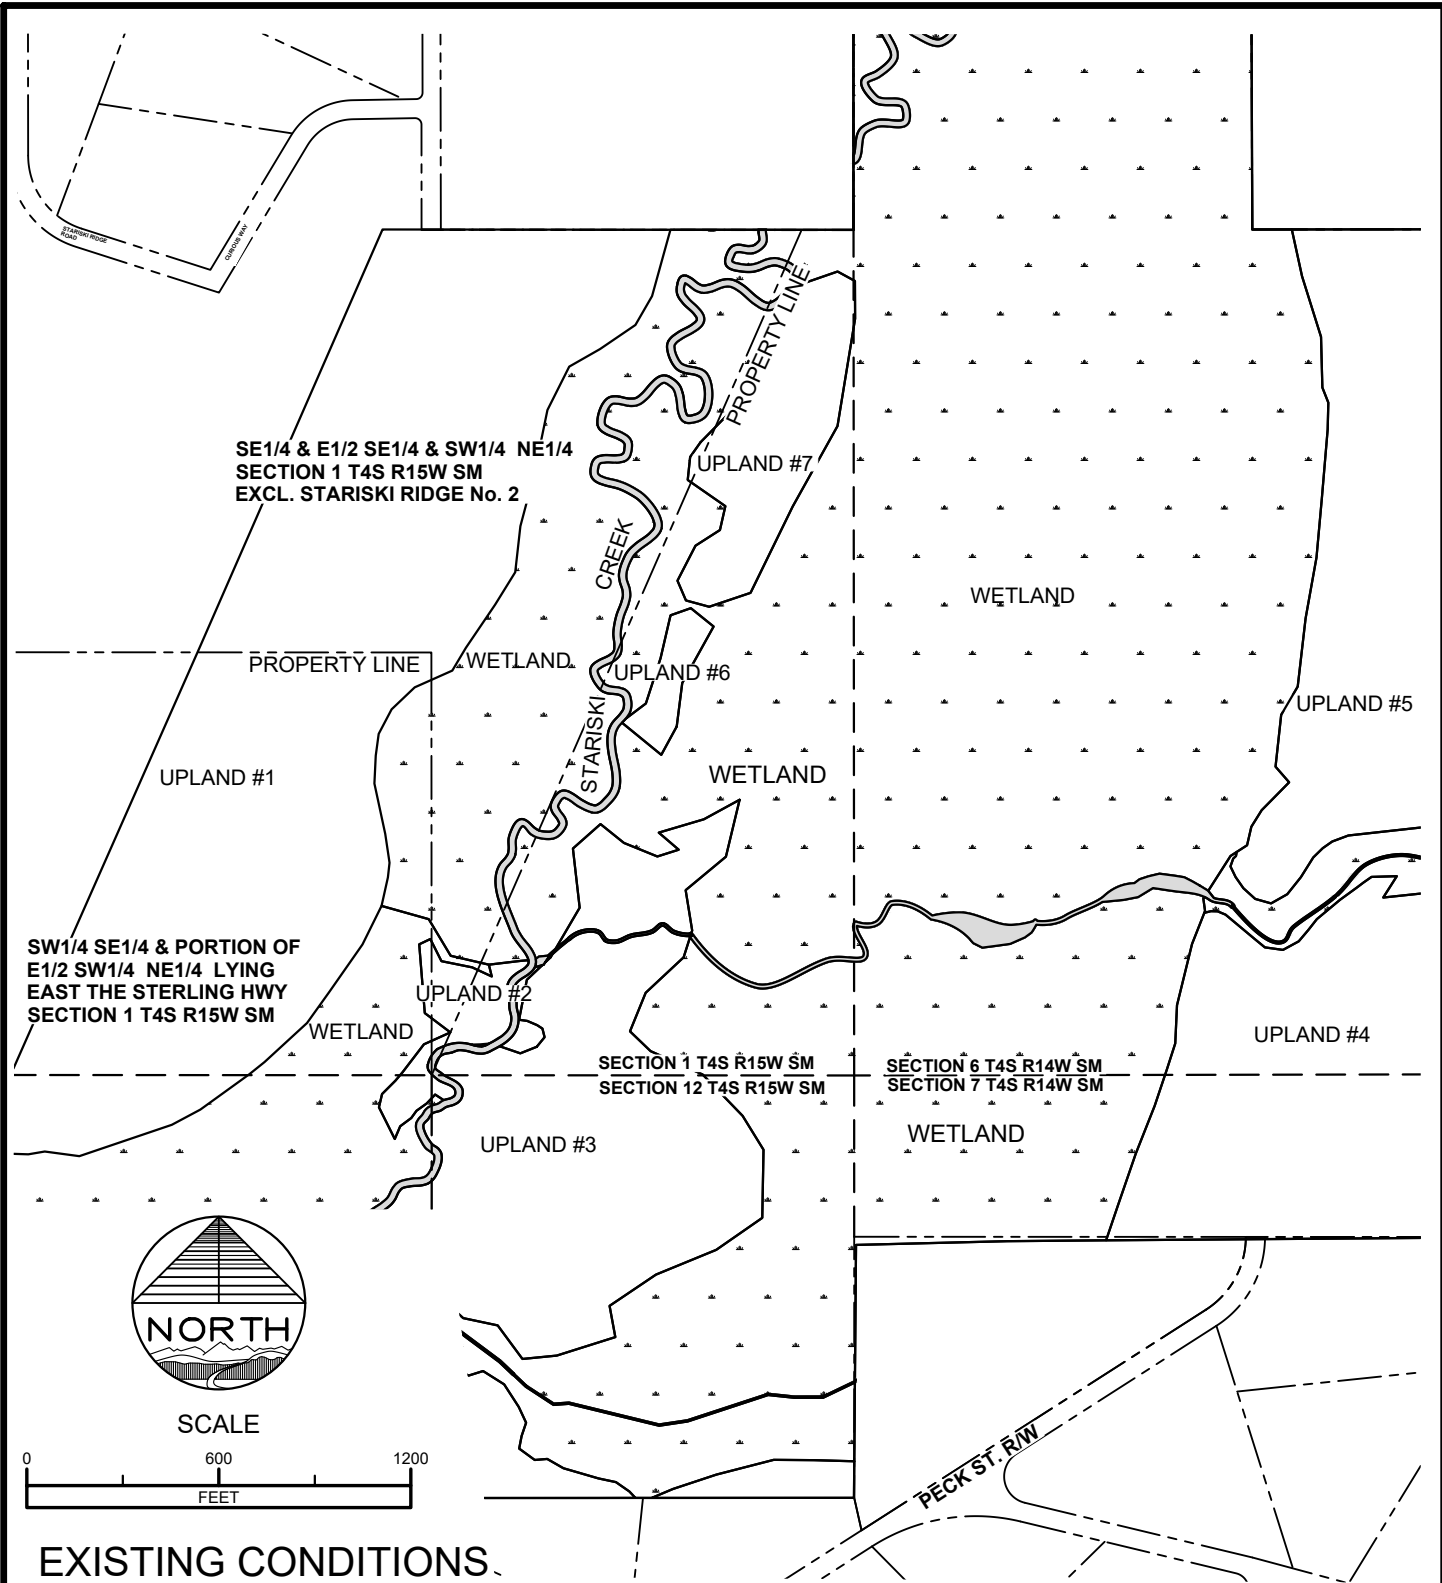 STARISKI RIDGE
ROAD
CURIOUS WAY
PROPERTY LINE
SE1/4 & E1/2 SE1/4 & SW1/4 NE1/4
SECTION 1 T4S R15W SM
EXCL. STARISKI RIDGE No. 2
UPLAND #7
CREEK
WETLAND
PROPERTY LINE
WETLAND
UPLAND #6
UPLAND #5
STARISKI
UPLAND #1
WETLAND
SW1/4 SE1/4 & PORTION OF
E1/2 SW1/4 NE1/4 LYING
EAST THE STERLING HWY
SECTION 1 T4S R15W SM
UPLAND #2
WETLAND
UPLAND #4
SECTION 1 T4S R15W SM
SECTION 12 T4S R15W SM
SECTION 6 T4S R14W SM
SECTION 7 T4S R14W SM
UPLAND #3
WETLAND
NORTH
SCALE
0 600 1200
FEET
PECK ST. R/W
EXISTING CONDITIONS